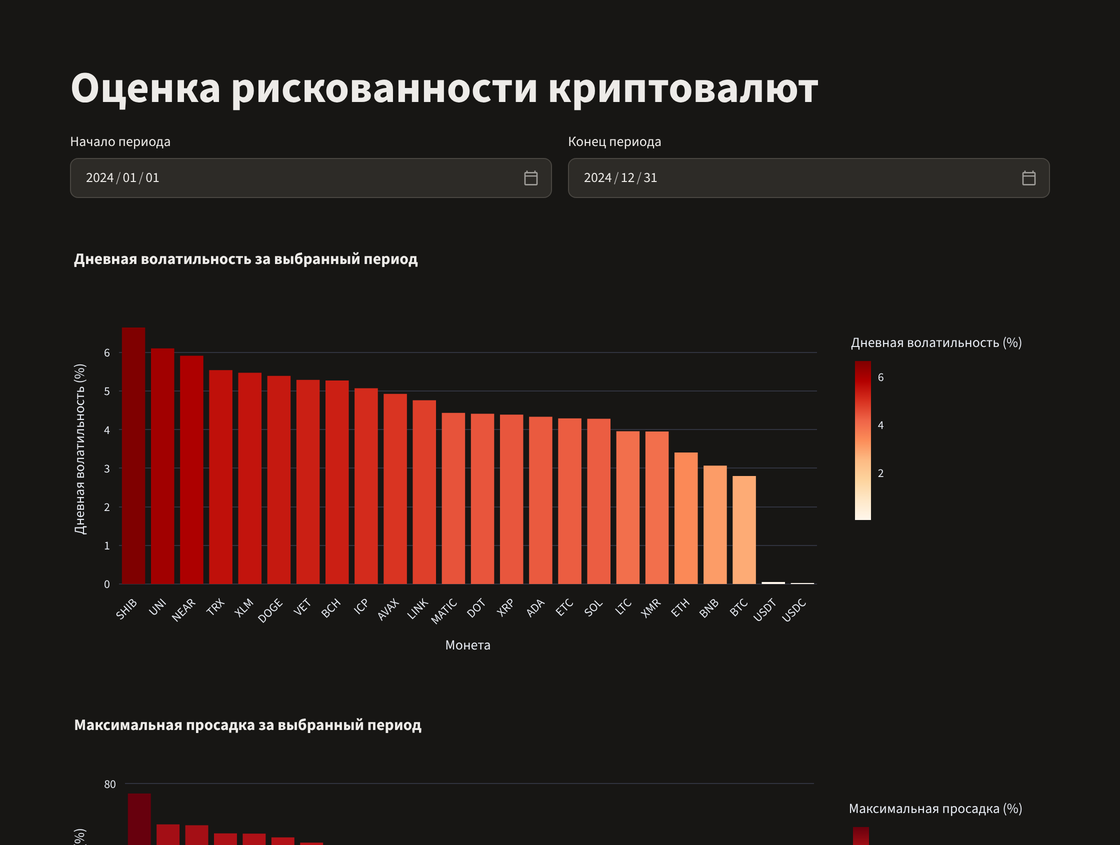 Оценка рискованности криптовалют
Начало периода
Конец периода
2024 / 01 / 01
2024 / 12 / 31
Дневная волатильность за выбранный период
Дневная волатильность (%)
6
5
4
3
2
1
0
SHIB
UNI
NEAR
TRX
XLM
DOGE
VET
BCH
ICP
AVAX
LINK
MATIC
DOT
XRP
ADA
ETC
SOL
LTC
XMR
ETH
BNB
BTC
USDT
USDC
Монета
Дневная волатильность (%)
6
4
2
Максимальная просадка за выбранный период
80
%)
Максимальная просадка (%)